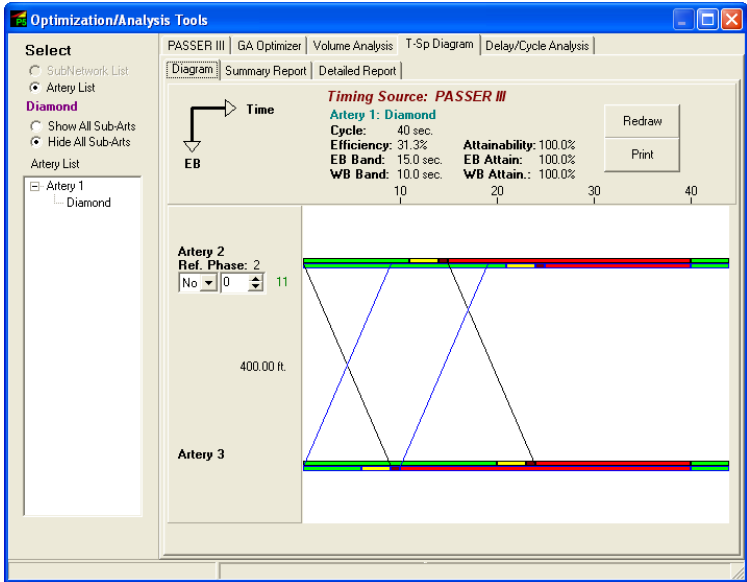 Optimization/Analysis Tools
Select
SubNetwork List
Artery List
Diamond
Show All Sub-Arts
Hide All Sub-Arts
Artery List
Artery 1
Diamond
PASSER III GA Optimizer Volume Analysis T-Sp Diagram Delay/Cycle Analysis
Diagram Summary Report Detailed Report
Time
EB
Timing Source: PASSER III
Artery 1: Diamond
Cycle: 40 sec.
Efficiency: 31.3% Attainability: 100.0%
EB Band: 15.0 sec. EB Attain: 100.0%
WB Band: 10.0 sec. WB Attain.: 100.0%
Redraw
Print
10 20 30 40
Artery 2
Ref. Phase: 2
No 0 11
400.00 ft.
Artery 3